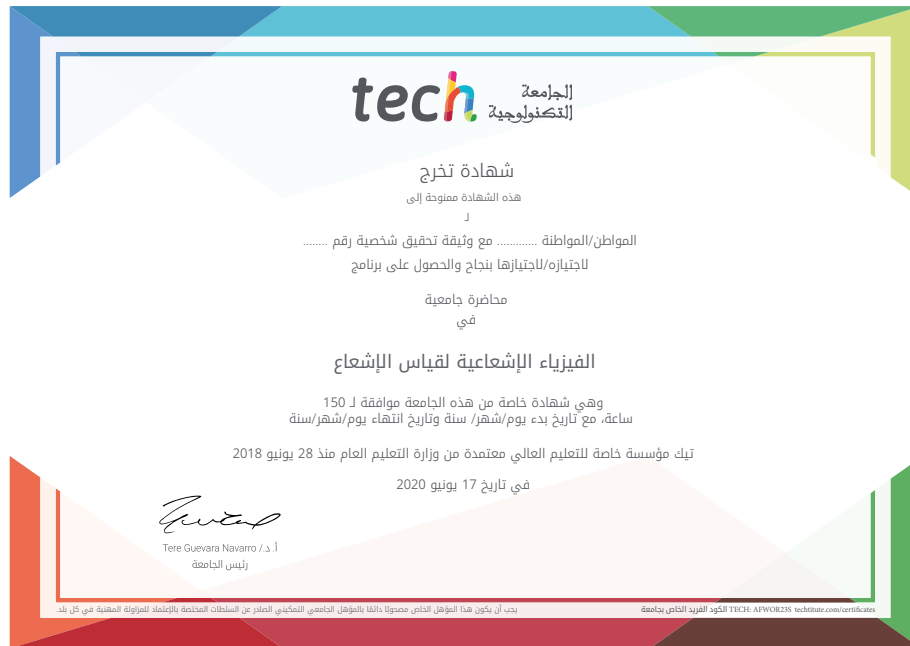 tech الجامعة
التكنولوجية
شهادة تخرج
هذه الشهادة ممنوحة إلى
لـ
المواطن/المواطنة ............ مع وثيقة تحقيق شخصية رقم ........
لاجتيازه/لاجتيازها بنجاح والحصول على برنامج
محاضرة جامعية
في
الفيزياء الإشعاعية لقياس الإشعاع
وهي شهادة خاصة من هذه الجامعة موافقة لـ 150
ساعة، مع تاريخ بدء يوم/شهر/ سنة وتاريخ انتهاء يوم/شهر/سنة
تيك مؤسسة خاصة للتعليم العالي معتمدة من وزارة التعليم العام منذ 28 يونيو 2018
في تاريخ 17 يونيو 2020
أ.د./ Tere Guevara Navarro
رئيس الجامعة
يجب أن يكون هذا المؤهل الخاص مصحوبًا دائمًا بالمؤهل الجامعي التمكيني الصادر عن السلطات المختصة بالإعتماد للمزاولة المهنية في كل بلد.
الكود الفريد الخاص بجامعة TECH: AFWOR23S techtitute.com/certificates